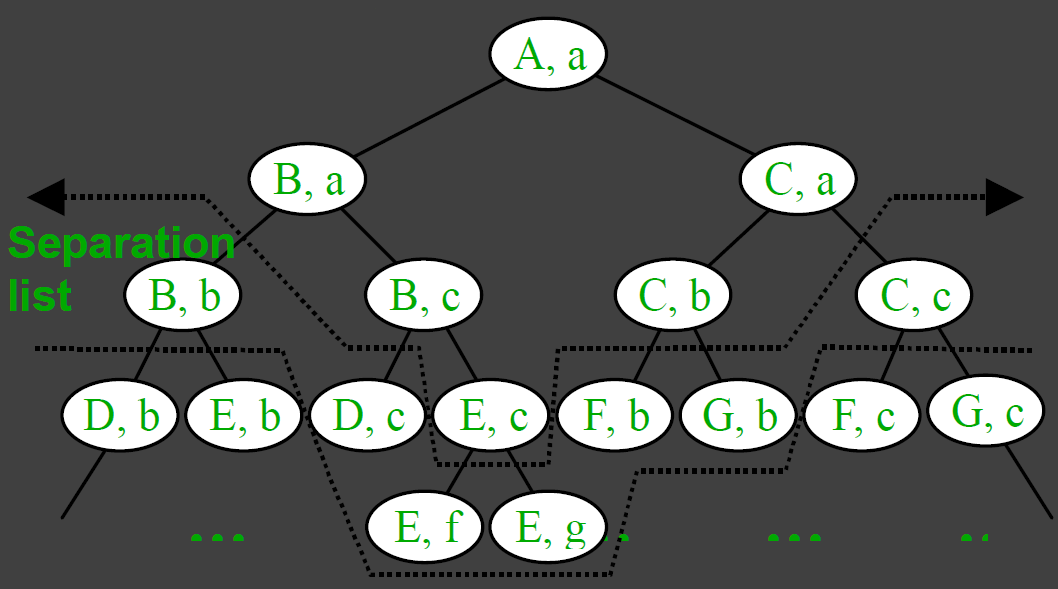 A, a
B, a
C, a
Separation
list
B, b
B, c
C, b
C, c
D, b
E, b
D, c
E, c
F, b
G, b
F, c
G, c
E, f
E, g
...
...
...
...